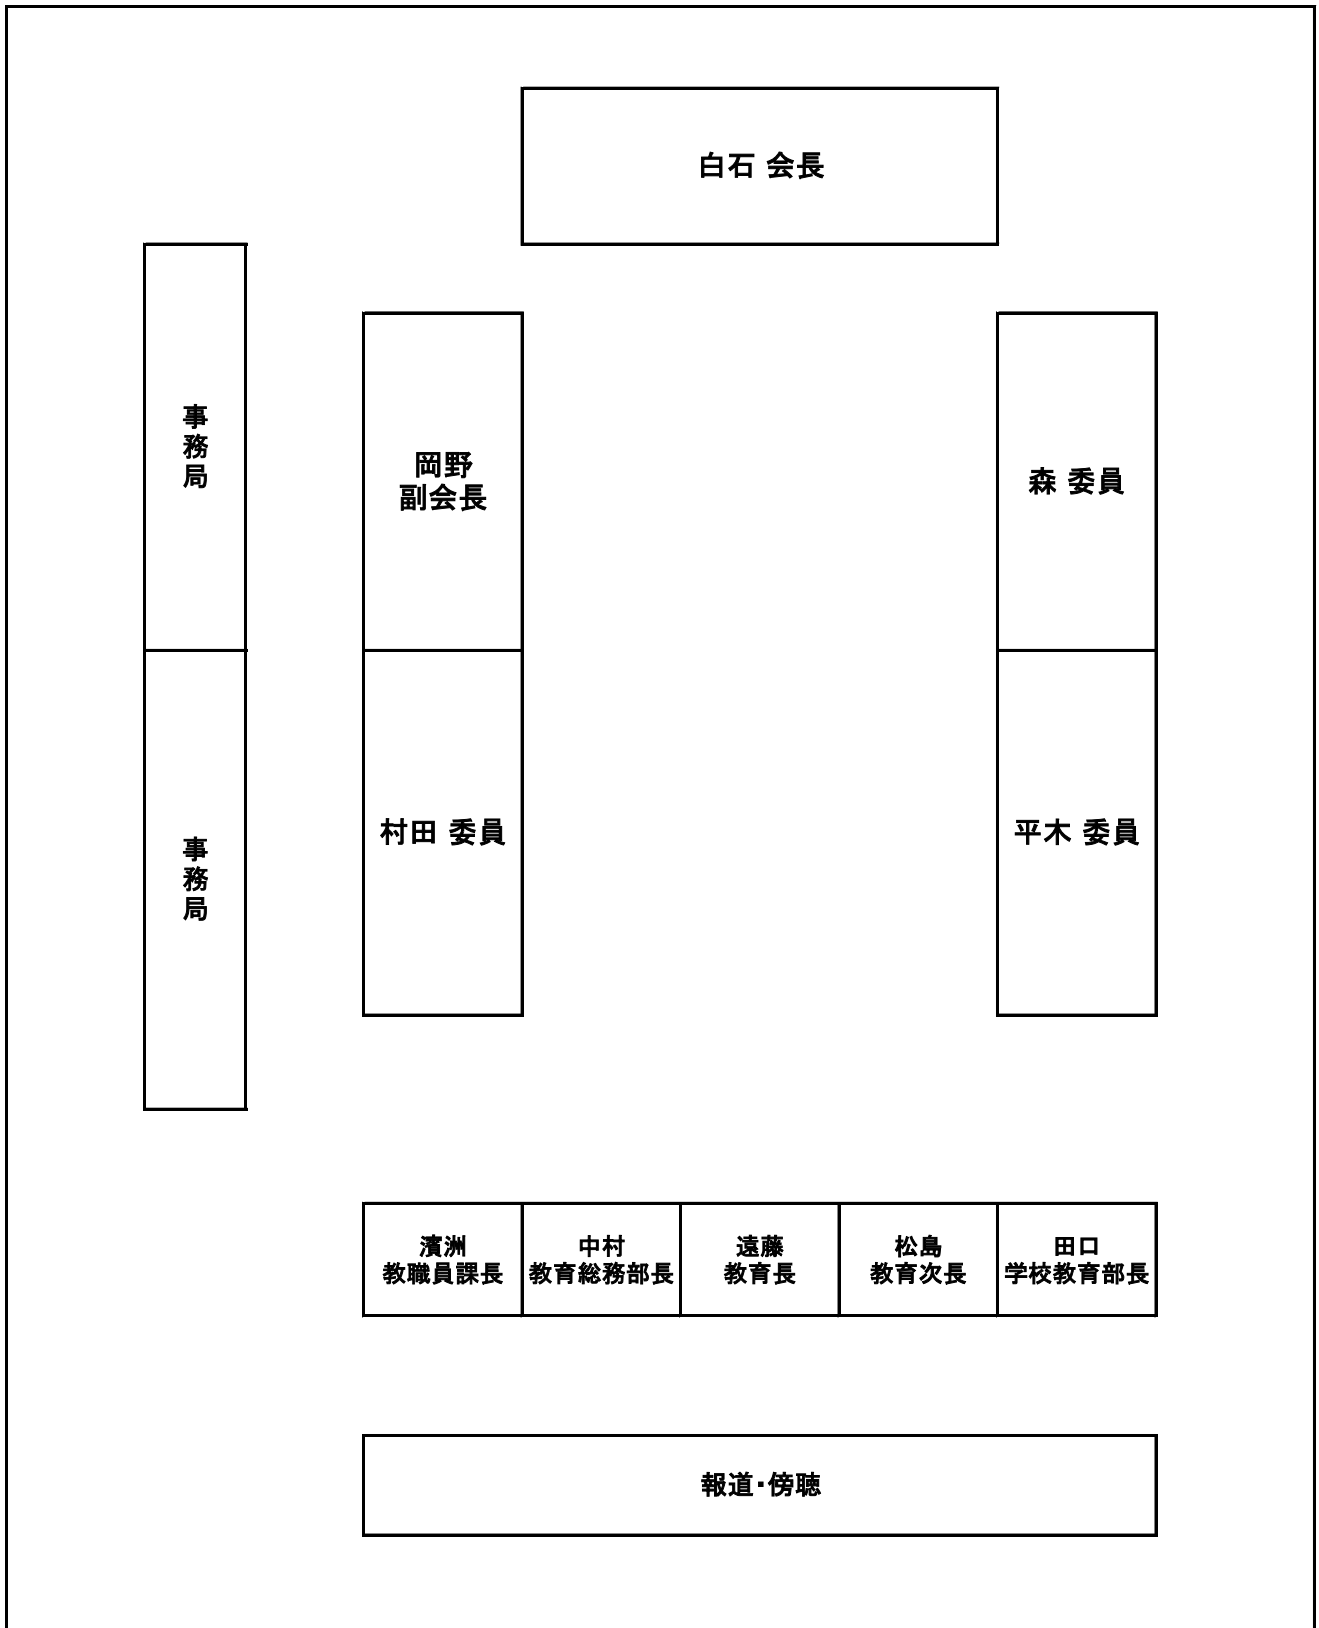 白石 会長
事務局
岡野
副会長
森 委員
事務局
村田 委員
平木 委員
濱洲
教職員課長
中村
教育総務部長
遠藤
教育長
松島
教育次長
田口
学校教育部長
報道・傍聴